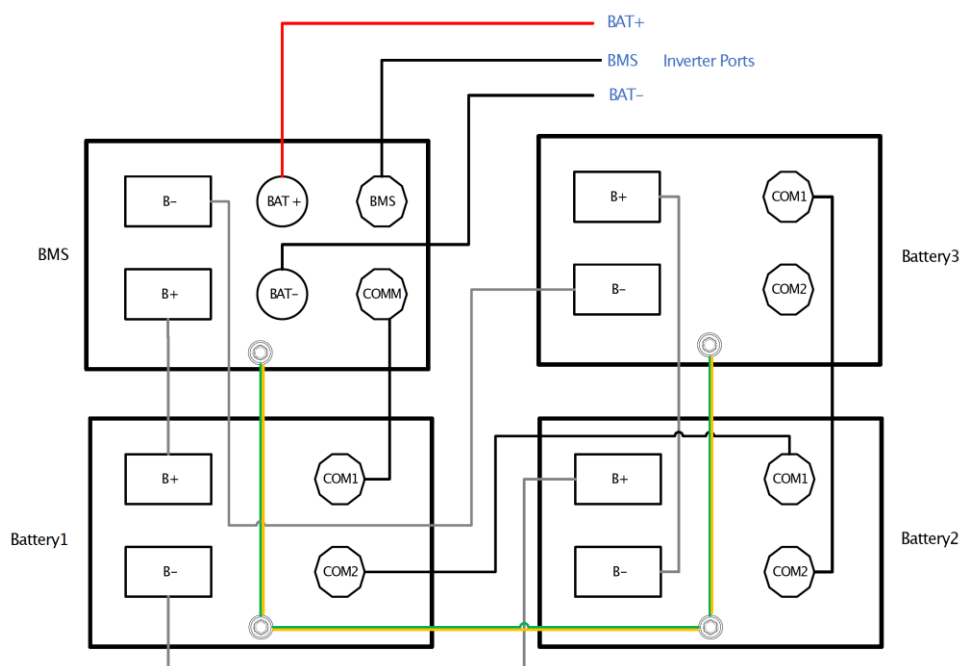 BAT+
BMS Inverter Ports
BAT-
BMS
B-
BAT +
BMS
B+
BAT-
COMM
Battery3
B+
COM1
B-
COM2
Battery1
B+
COM1
B-
COM2
Battery2
B+
COM1
B-
COM2